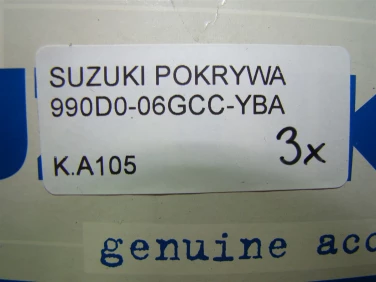 SUZUKI POKRYWA
990D0-06GCC-YBA
K.A105
3x
genuine acc